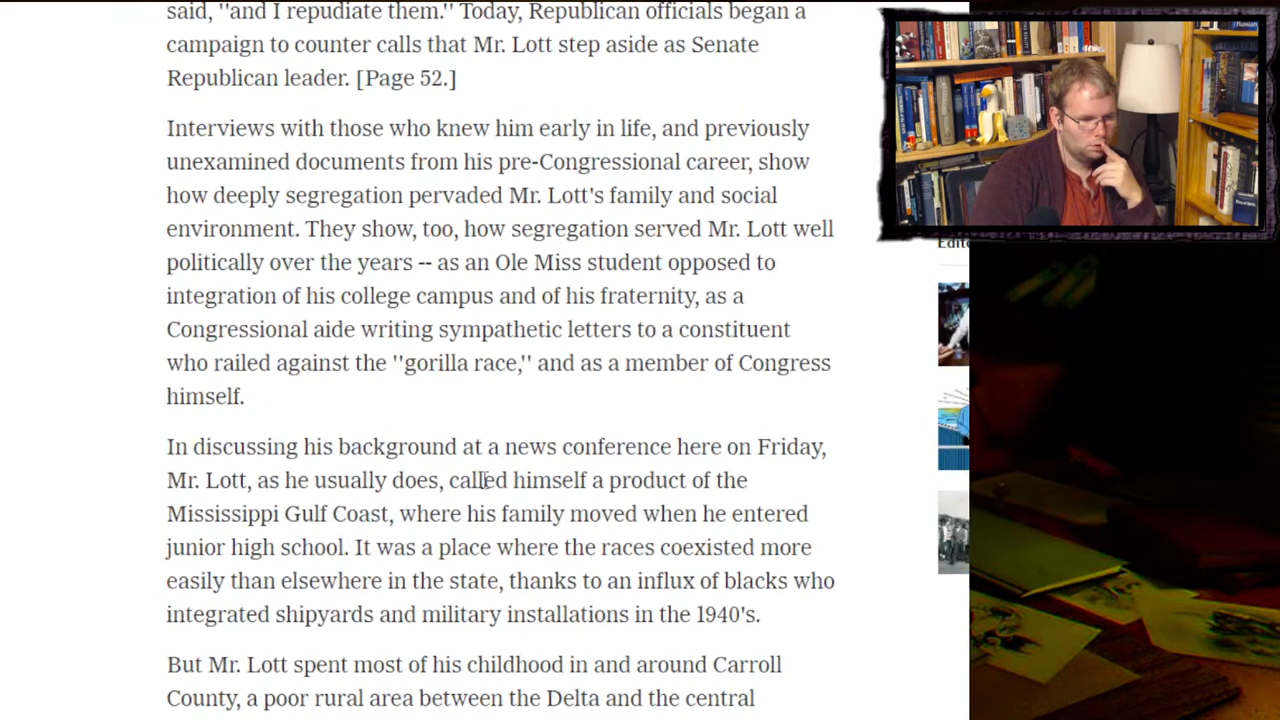 said, ''and I repudiate them.'' Today, Republican officials began a
campaign to counter calls that Mr. Lott step aside as Senate
Republican leader. [Page 52.]
Interviews with those who knew him early in life, and previously
unexamined documents from his pre-Congressional career, show
how deeply segregation pervaded Mr. Lott's family and social
environment. They show, too, how segregation served Mr. Lott well
politically over the years -- as an Ole Miss student opposed to
integration of his college campus and of his fraternity, as a
Congressional aide writing sympathetic letters to a constituent
who railed against the ''gorilla race,'' and as a member of Congress
himself.
In discussing his background at a news conference here on Friday,
Mr. Lott, as he usually does, called himself a product of the
Mississippi Gulf Coast, where his family moved when he entered
junior high school. It was a place where the races coexisted more
easily than elsewhere in the state, thanks to an influx of blacks who
integrated shipyards and military installations in the 1940's.
But Mr. Lott spent most of his childhood in and around Carroll
County, a poor rural area between the Delta and the central